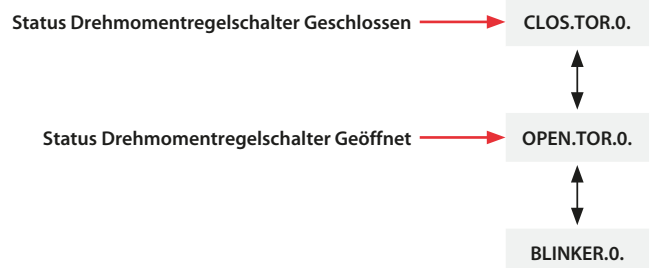 Status Drehmomentregelschalter Geschlossen CLOS.TOR.0.
Status Drehmomentregelschalter Geöffnet OPEN.TOR.0.
BLINKER.0.